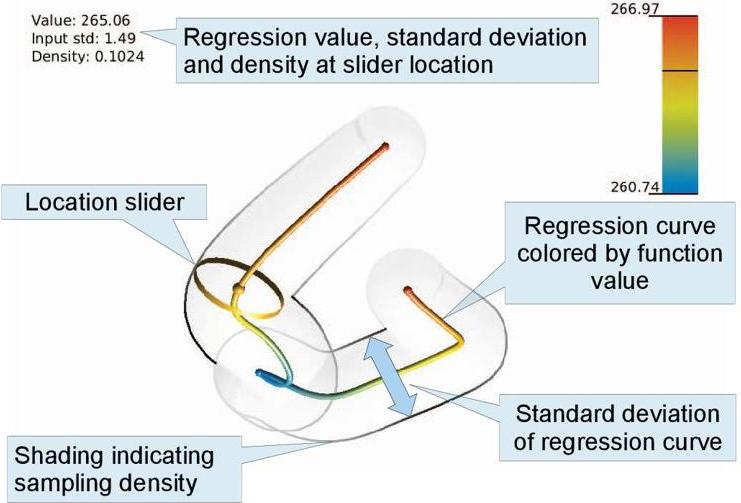 Value: 265.06
Input std: 1.49
Density: 0.1024
Regression value, standard deviation
and density at slider location
266.97
260.74
Location slider
Regression curve
colored by function
value
Standard deviation
of regression curve
Shading indicating
sampling density